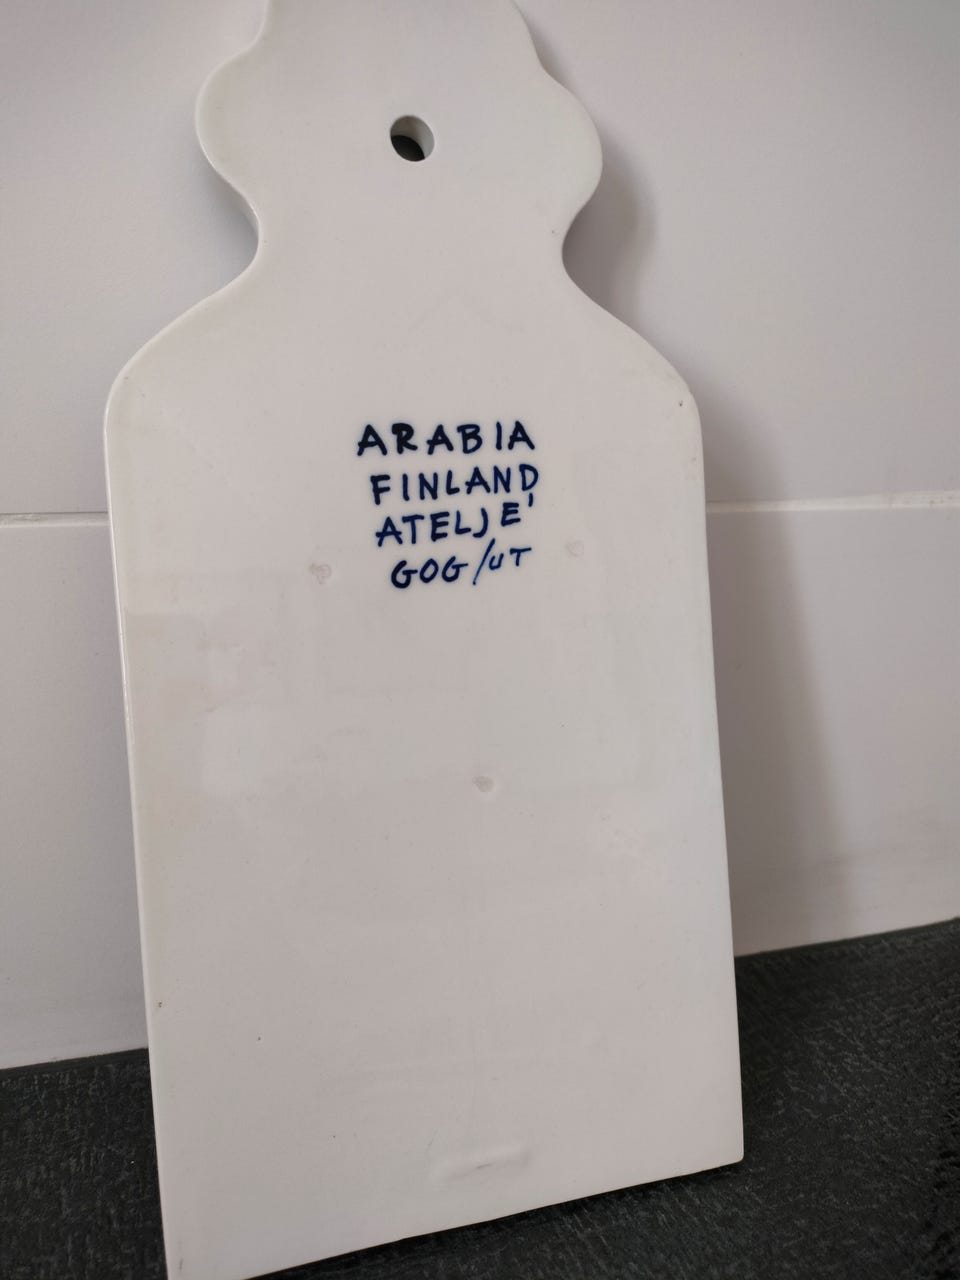 ARABIA
FINLAND
ATELJE'
GOG/UT